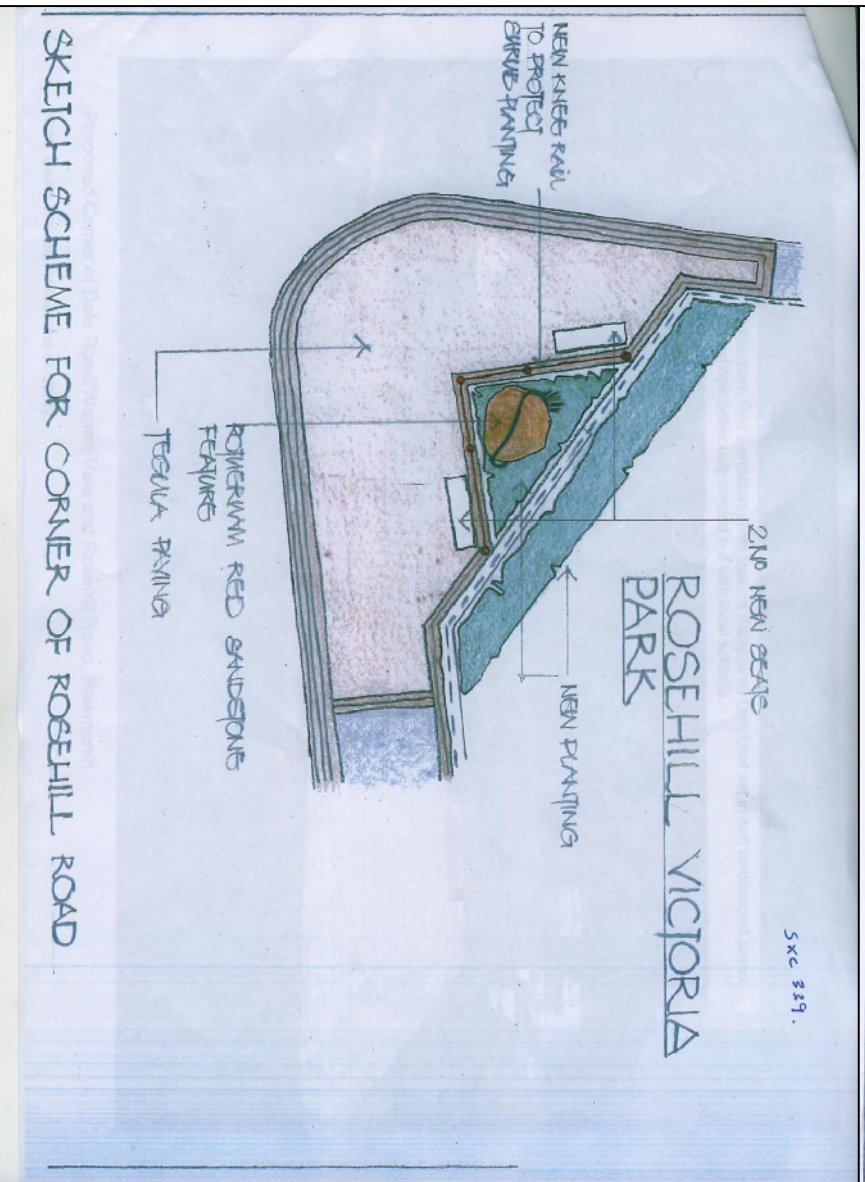 SXC 339.
2 Nº NEW SEATS
ROSEHILL VICTORIA
PARK
NEW PLANTING
NEW KNEE RAIL
TO PROTECT
SHRUB PLANTING
ROTHERHAM RED SANDSTONE
FEATURE
TEGULA PAVING
Proposed Corner of Dale Road/Warren Vale and Rosehill Road, Rawmarsh
SKETCH SCHEME FOR CORNER OF ROSEHILL ROAD